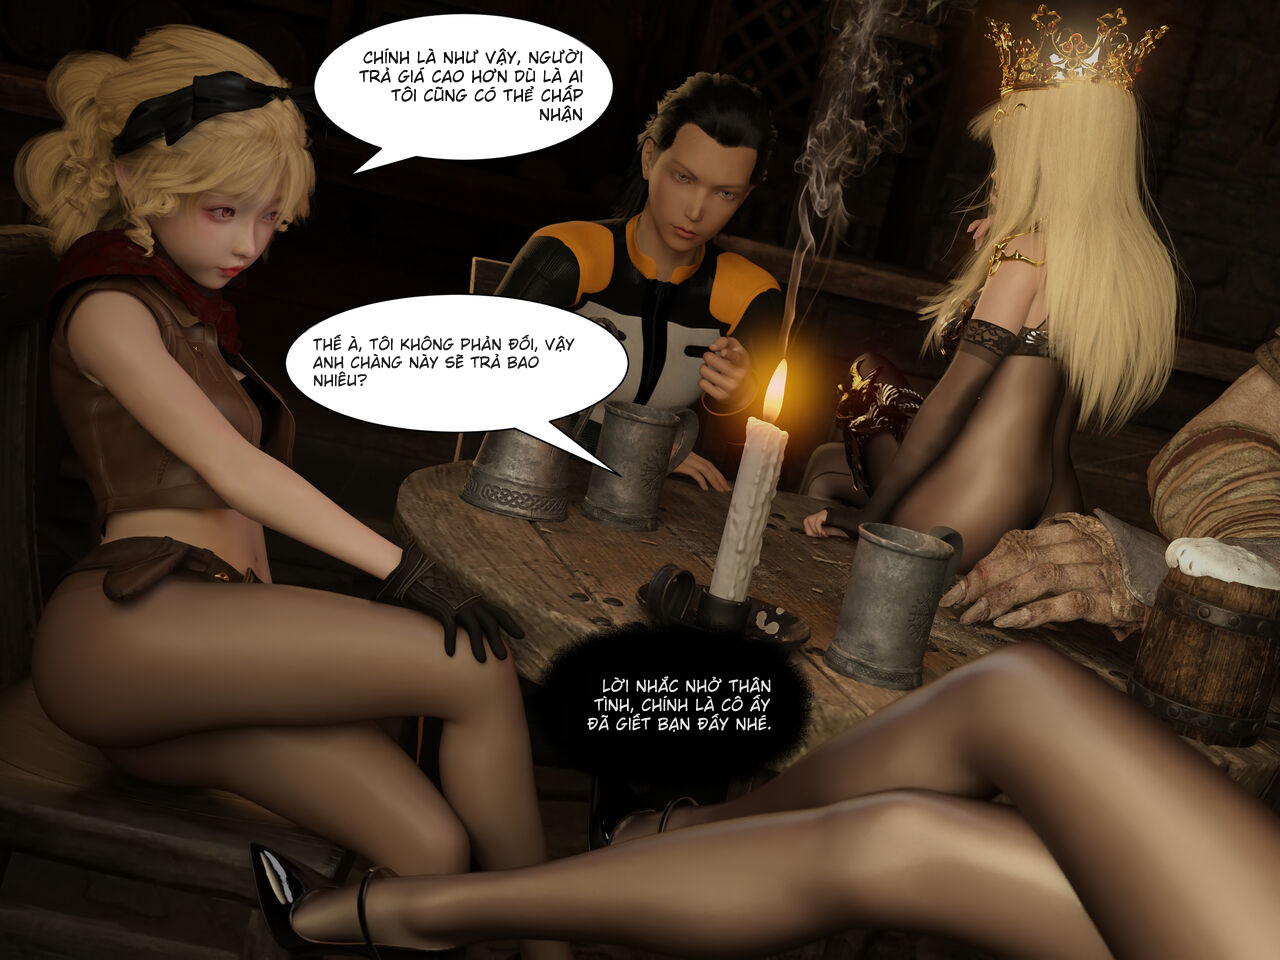 CHÍNH LÀ NHƯ VẬY, NGƯỜI
TRẢ GIÁ CAO HƠN DÙ LÀ AI
TÔI CŨNG CÓ THỂ CHẤP
NHẬN
THẾ À, TÔI KHÔNG PHẢN ĐỐI, VẬY
ANH CHÀNG NÀY SẼ TRẢ BAO
NHIÊU?
LỜI NHẮC NHỞ THÂN
TÌNH, CHÍNH LÀ CÔ ẤY
ĐÃ GIẾT BẠN ĐẤY NHÉ.